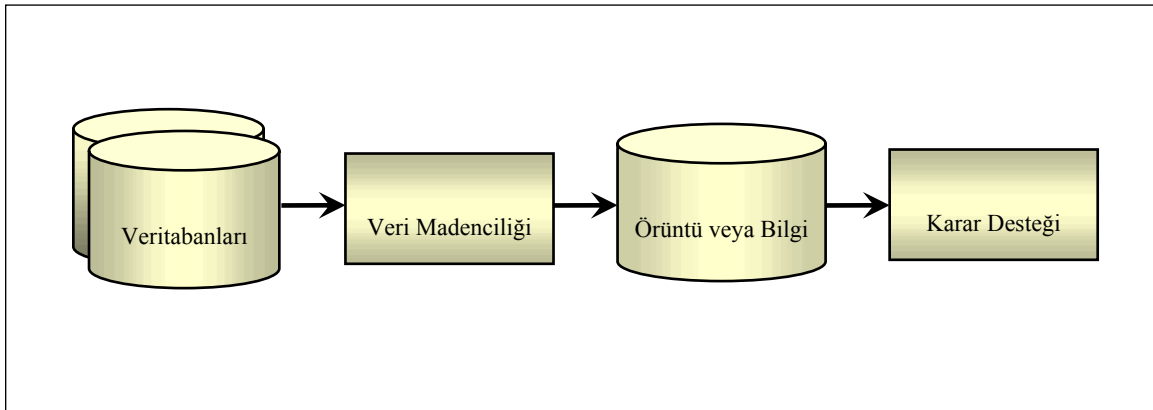 Veritabanları
Veri Madenciliği
Örüntü veya Bilgi
Karar Desteği